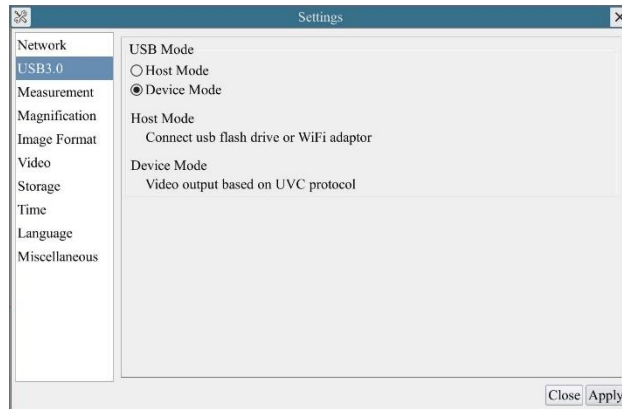 Settings
Network
USB3.0
Measurement
Magnification
Image Format
Video
Storage
Time
Language
Miscellaneous
USB Mode
Host Mode
Device Mode
Host Mode
Connect usb flash drive or WiFi adaptor
Device Mode
Video output based on UVC protocol
Close
Apply